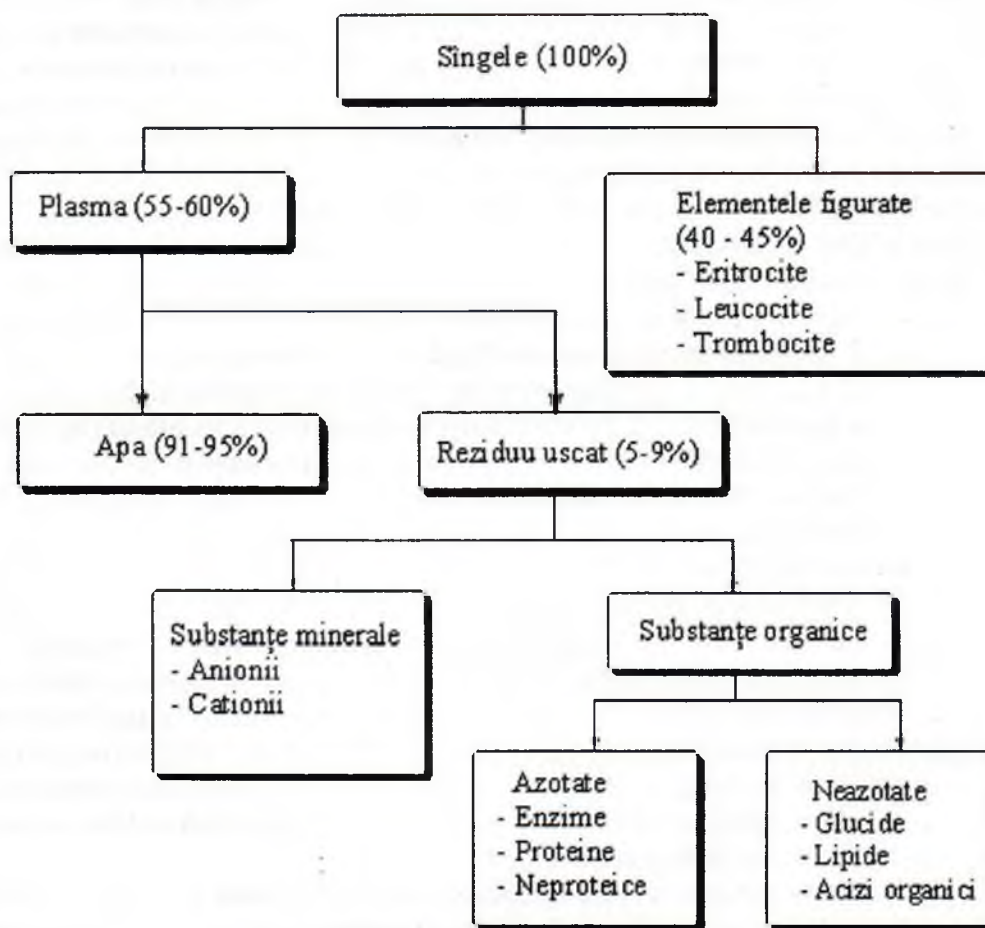 Sîngele (100%)
Plasma (55-60%)
Elementele figurate
(40 - 45%)
- Eritrocite
- Leucocite
- Trombocite
Apa (91-95%)
Reziduu uscat (5-9%)
Substanțe minerale
- Anionii
- Cationii
Substanțe organice
Azotate
- Enzime
- Proteine
- Neproteice
Neazotate
- Glucide
- Lipide
- Acizi organici